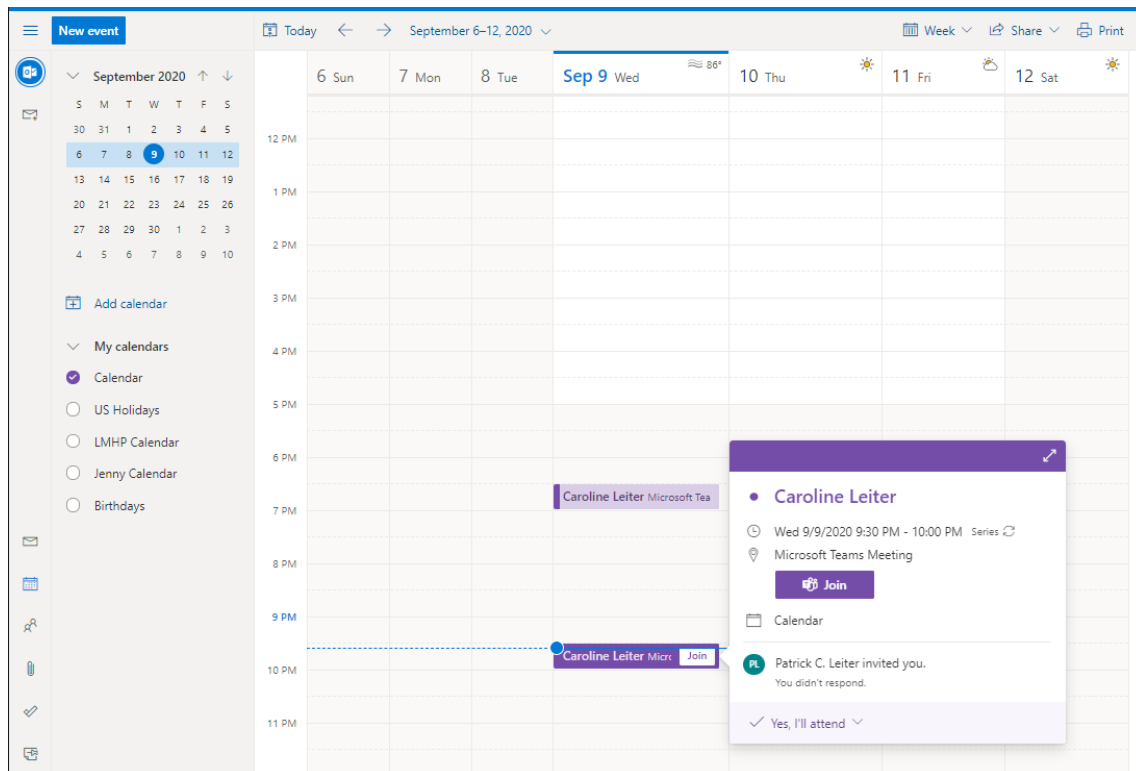 New event
Today
September 6–12, 2020
Week
Share
Print
September 2020
S M T W T F S
30 31 1 2 3 4 5
6 7 8 9 10 11 12
13 14 15 16 17 18 19
20 21 22 23 24 25 26
27 28 29 30 1 2 3
4 5 6 7 8 9 10
Add calendar
My calendars
Calendar
US Holidays
LMHP Calendar
Jenny Calendar
Birthdays
6 Sun
7 Mon
8 Tue
Sep 9 Wed
86°
10 Thu
11 Fri
12 Sat
12 PM
1 PM
2 PM
3 PM
4 PM
5 PM
6 PM
7 PM
8 PM
9 PM
10 PM
11 PM
Caroline Leiter Microsoft Tea
Caroline Leiter Micro
Join
Caroline Leiter
Wed 9/9/2020 9:30 PM - 10:00 PM Series
Microsoft Teams Meeting
Join
Calendar
PL
Patrick C. Leiter invited you.
You didn't respond.
Yes, I'll attend